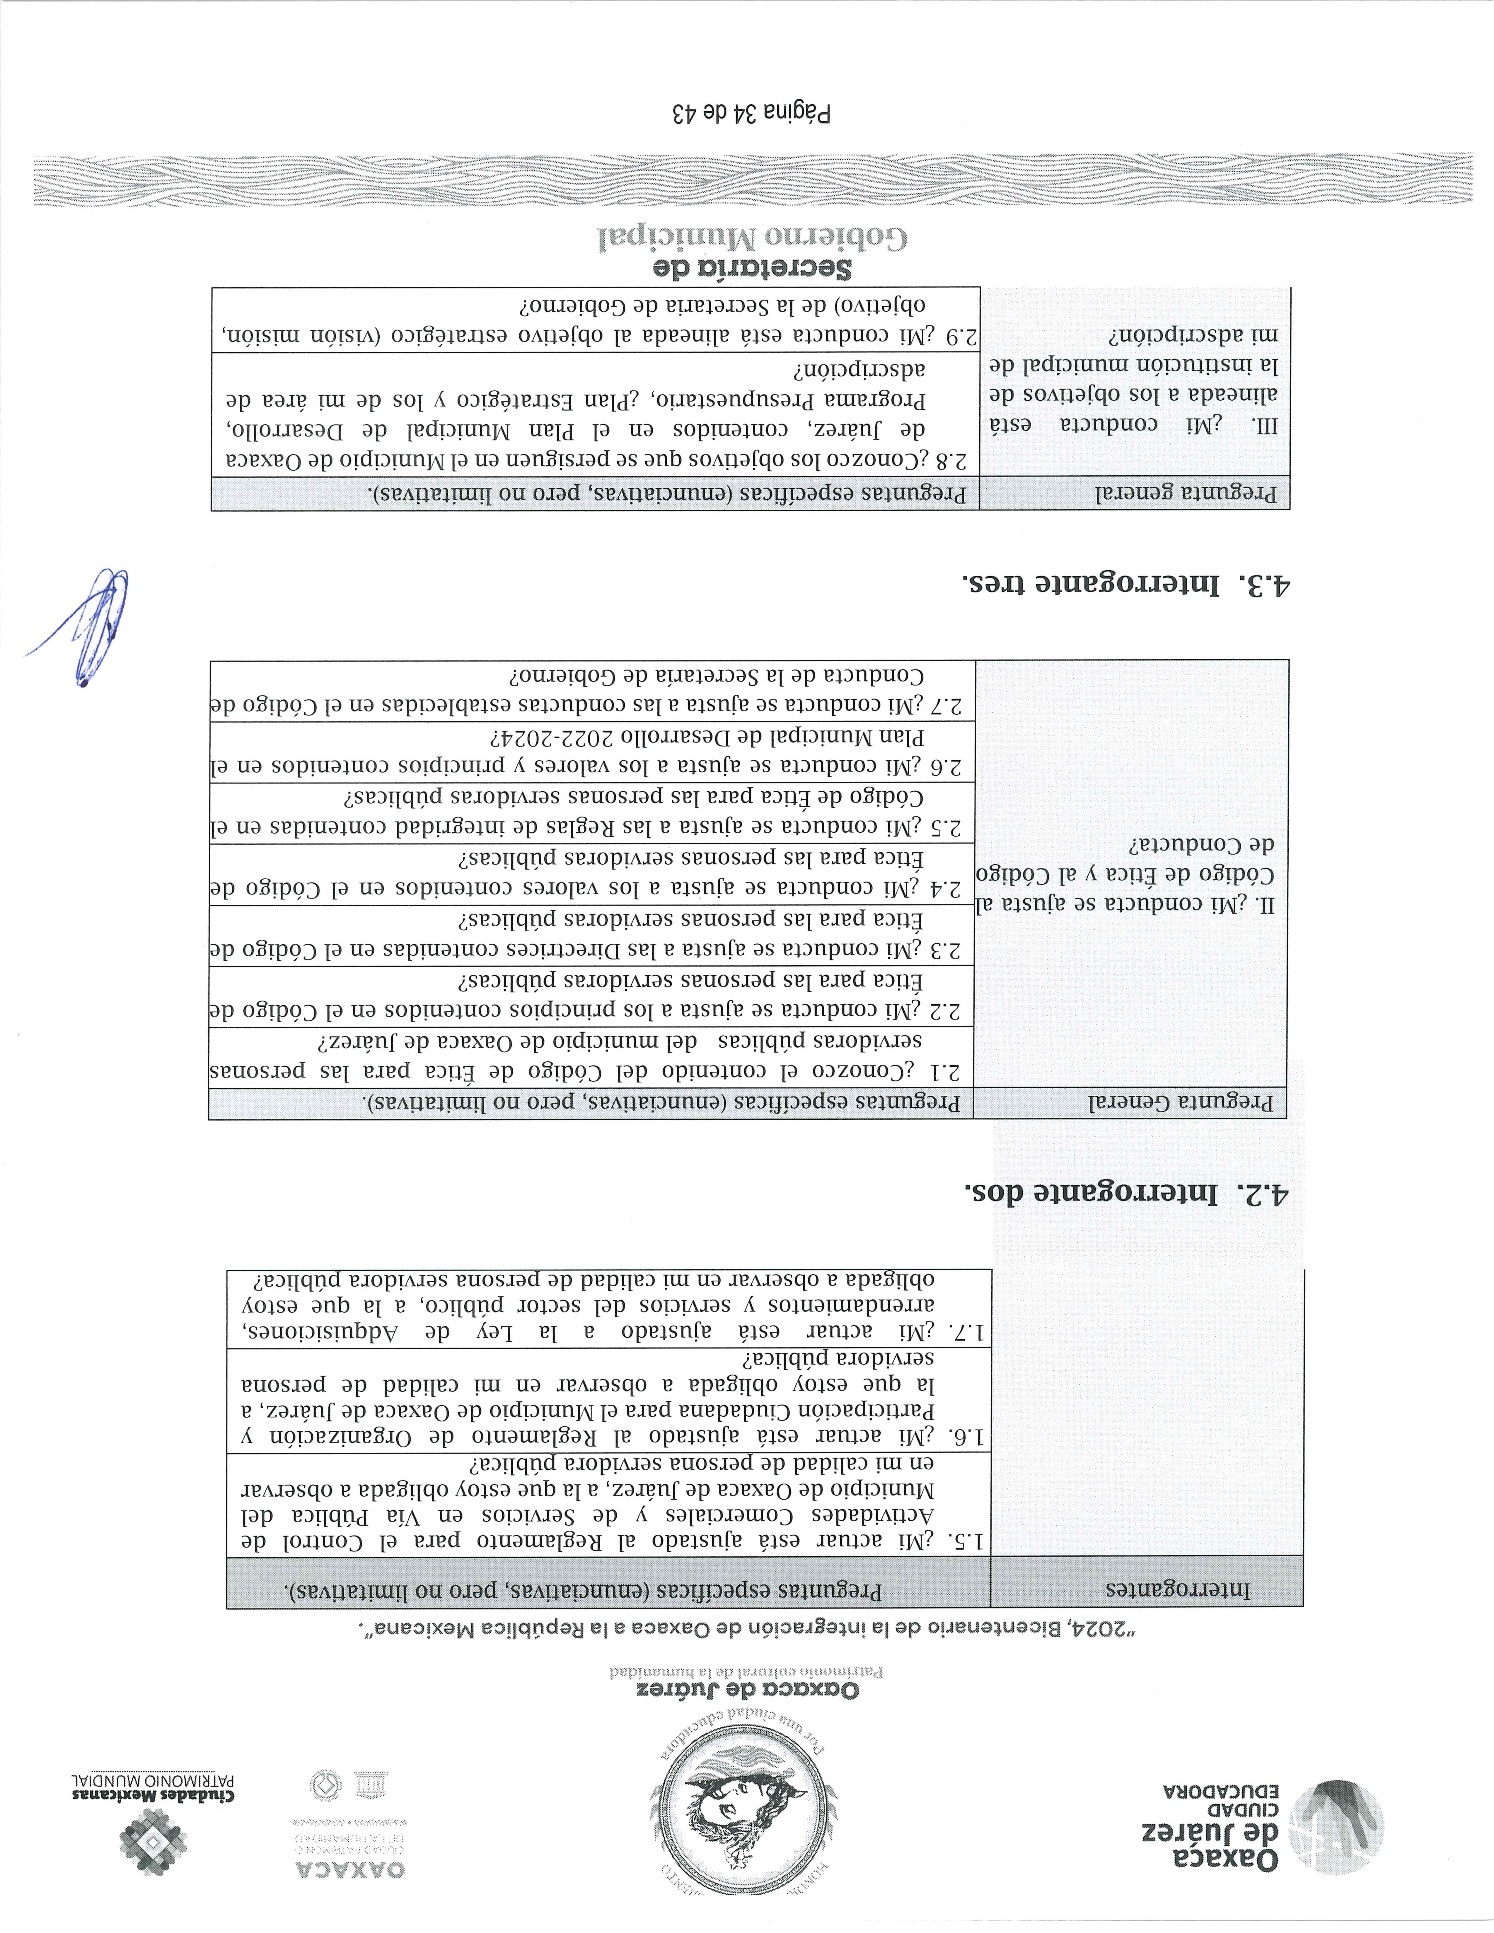 Oaxaca
de Juárez
CIUDAD
EDUCADORA
OAXACA
Ciudades Mexicanas
PATRIMONIO MUNDIAL
Por una ciudad educadora
Oaxaca de Juárez
Patrimonio cultural de la humanidad
"2024, Bicentenario de la integración de Oaxaca a la República Mexicana".
Interrogantes
Preguntas específicas (enunciativas, pero no limitativas).
1.5. ¿Mi actuar está ajustado al Reglamento para el Control de
Actividades Comerciales y de Servicios en Vía Pública del
Municipio de Oaxaca de Juárez, a la que estoy obligada a observar
en mi calidad de persona servidora pública?
1.6. ¿Mi actuar está ajustado al Reglamento de Organización y
Participación Ciudadana para el Municipio de Oaxaca de Juárez, a
la que estoy obligada a observar en mi calidad de persona
servidora pública?
1.7. ¿Mi actuar está ajustado a la Ley de Adquisiciones,
arrendamientos y servicios del sector público, a la que estoy
obligada a observar en mi calidad de persona servidora pública?
4.2. Interrogante dos.
Pregunta General
Preguntas específicas (enunciativas, pero no limitativas).
II. ¿Mi conducta se ajusta al
Código de Ética y al Código
de Conducta?
2.1 ¿Conozco el contenido del Código de Ética para las personas
servidoras públicas del municipio de Oaxaca de Juárez?
2.2 ¿Mi conducta se ajusta a los principios contenidos en el Código de
Ética para las personas servidoras públicas?
2.3 ¿Mi conducta se ajusta a las Directrices contenidas en el Código de
Ética para las personas servidoras públicas?
2.4 ¿Mi conducta se ajusta a los valores contenidos en el Código de
Ética para las personas servidoras públicas?
2.5 ¿Mi conducta se ajusta a las Reglas de integridad contenidas en el
Código de Ética para las personas servidoras públicas?
2.6 ¿Mi conducta se ajusta a los valores y principios contenidos en el
Plan Municipal de Desarrollo 2022-2024?
2.7 ¿Mi conducta se ajusta a las conductas establecidas en el Código de
Conducta de la Secretaría de Gobierno?
4.3. Interrogante tres.
Pregunta general
Preguntas específicas (enunciativas, pero no limitativas).
III. ¿Mi conducta está
alineada a los objetivos de
la institución municipal de
mi adscripción?
2.8 ¿Conozco los objetivos que se persiguen en el Municipio de Oaxaca
de Juárez, contenidos en el Plan Municipal de Desarrollo,
Programa Presupuestario, ¿Plan Estratégico y los de mi área de
adscripción?
2.9 ¿Mi conducta está alineada al objetivo estratégico (visión misión,
objetivo) de la Secretaria de Gobierno?
Secretaría de
Gobierno Municipal
Página 34 de 43